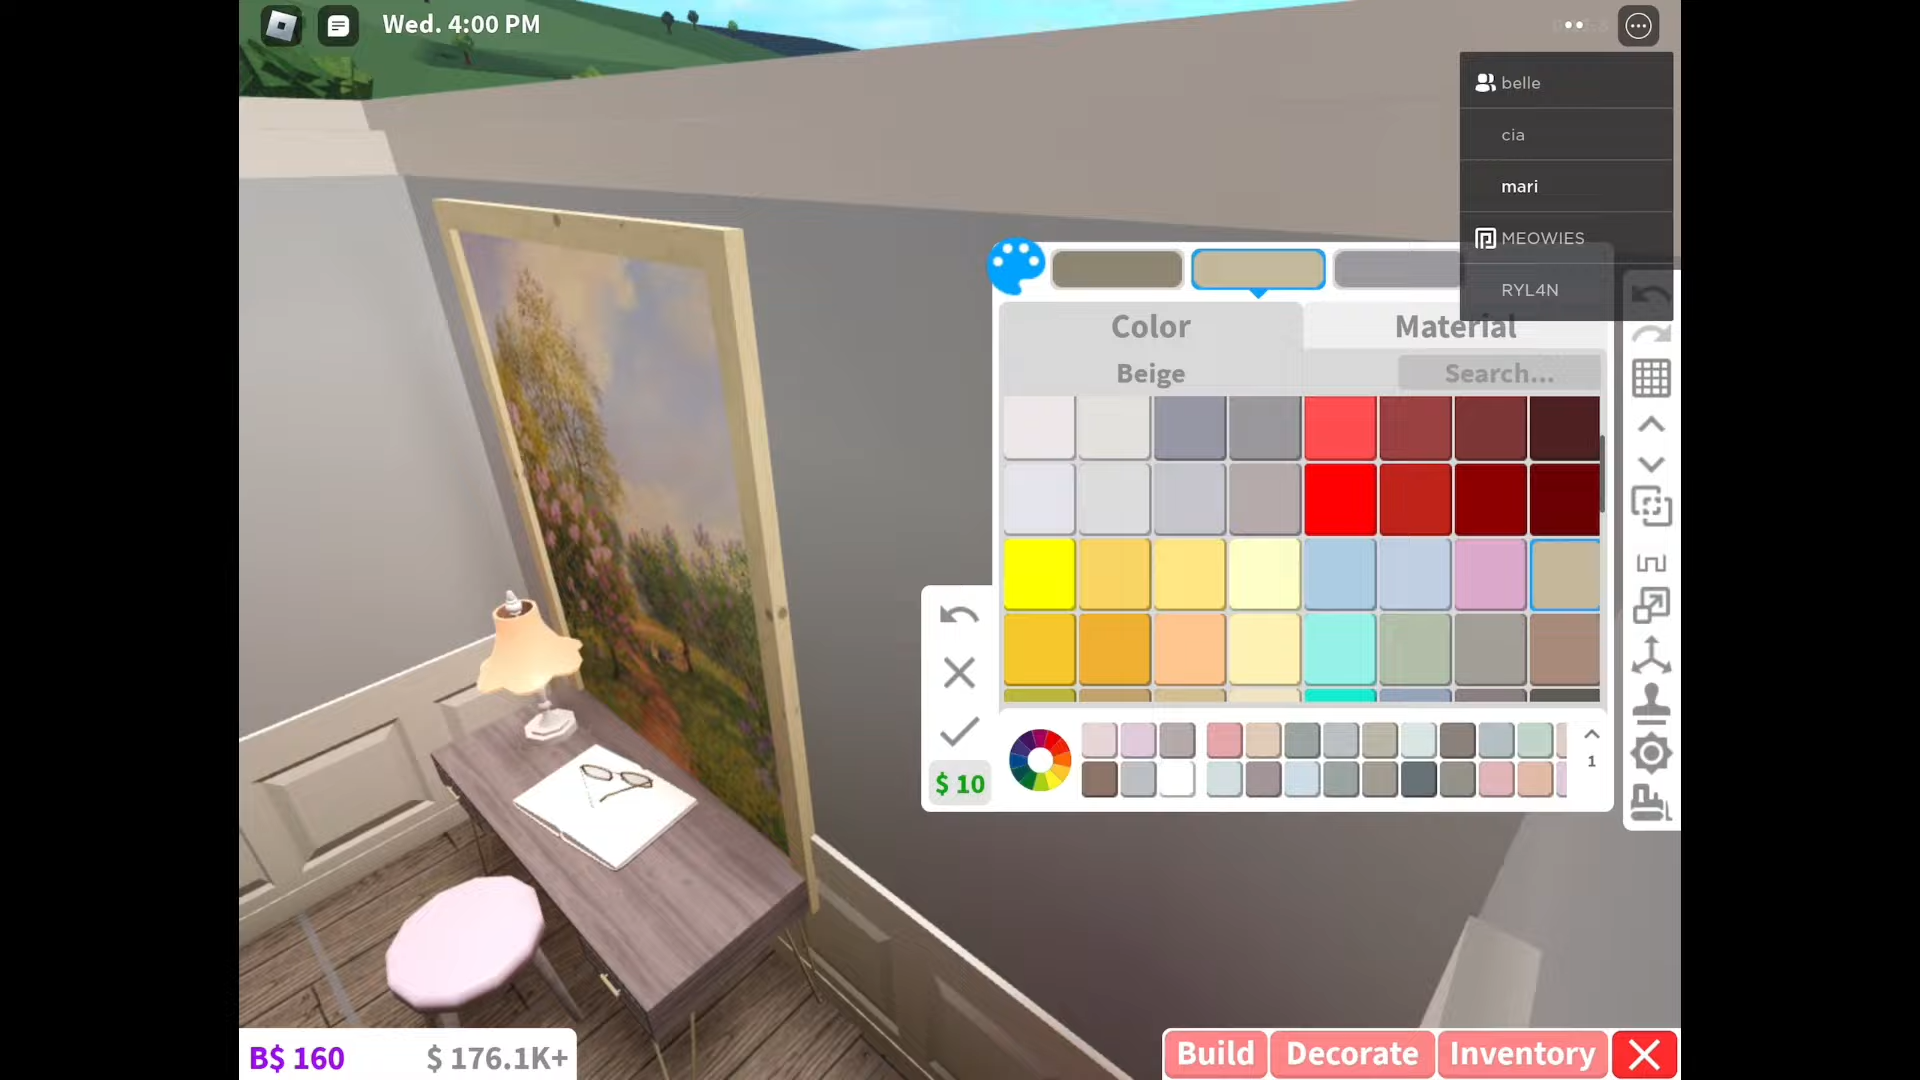 Wed. 4:00 PM
belle
cia
mari
MEOWIES
RYL4N
Color
Material
Beige
Search...
1
$ 10
B$ 160
$ 176.1K+
Build
Decorate
Inventory